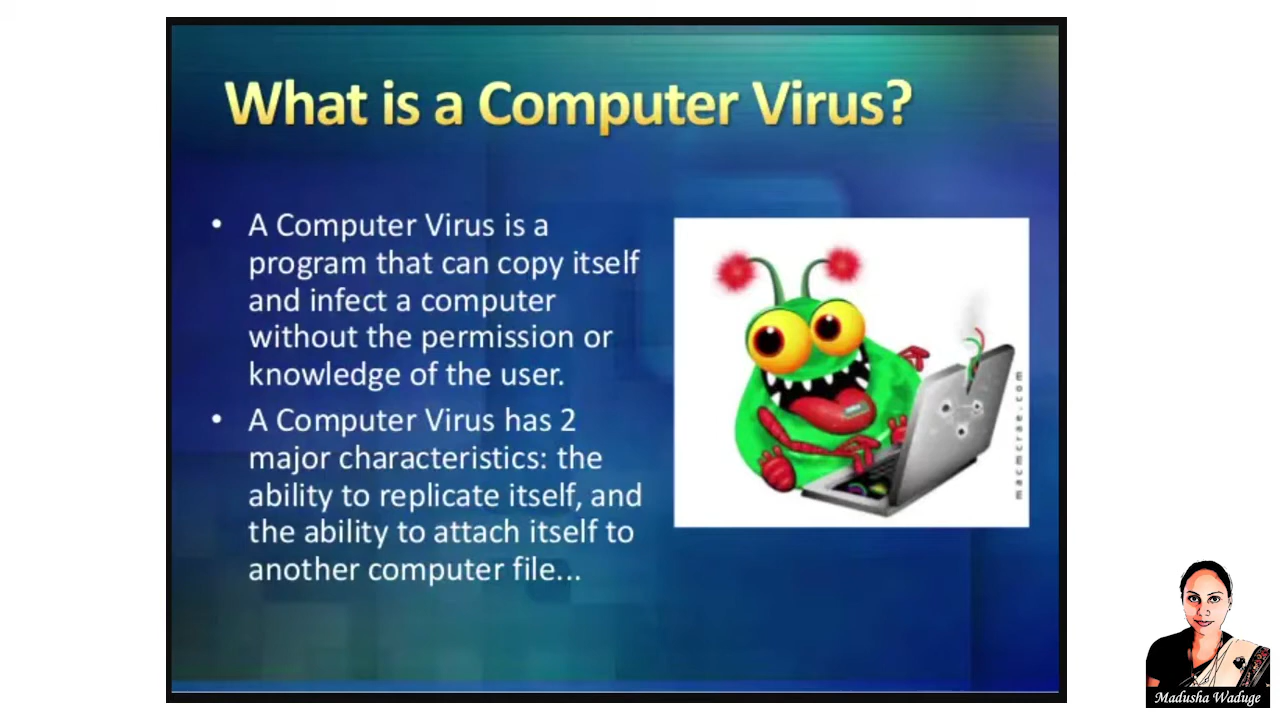 What is a Computer Virus?
• A Computer Virus is a
program that can copy itself
and infect a computer
without the permission or
knowledge of the user.
• A Computer Virus has 2
major characteristics: the
ability to replicate itself, and
the ability to attach itself to
another computer file...
macmcrae.com
Madusha Waduge